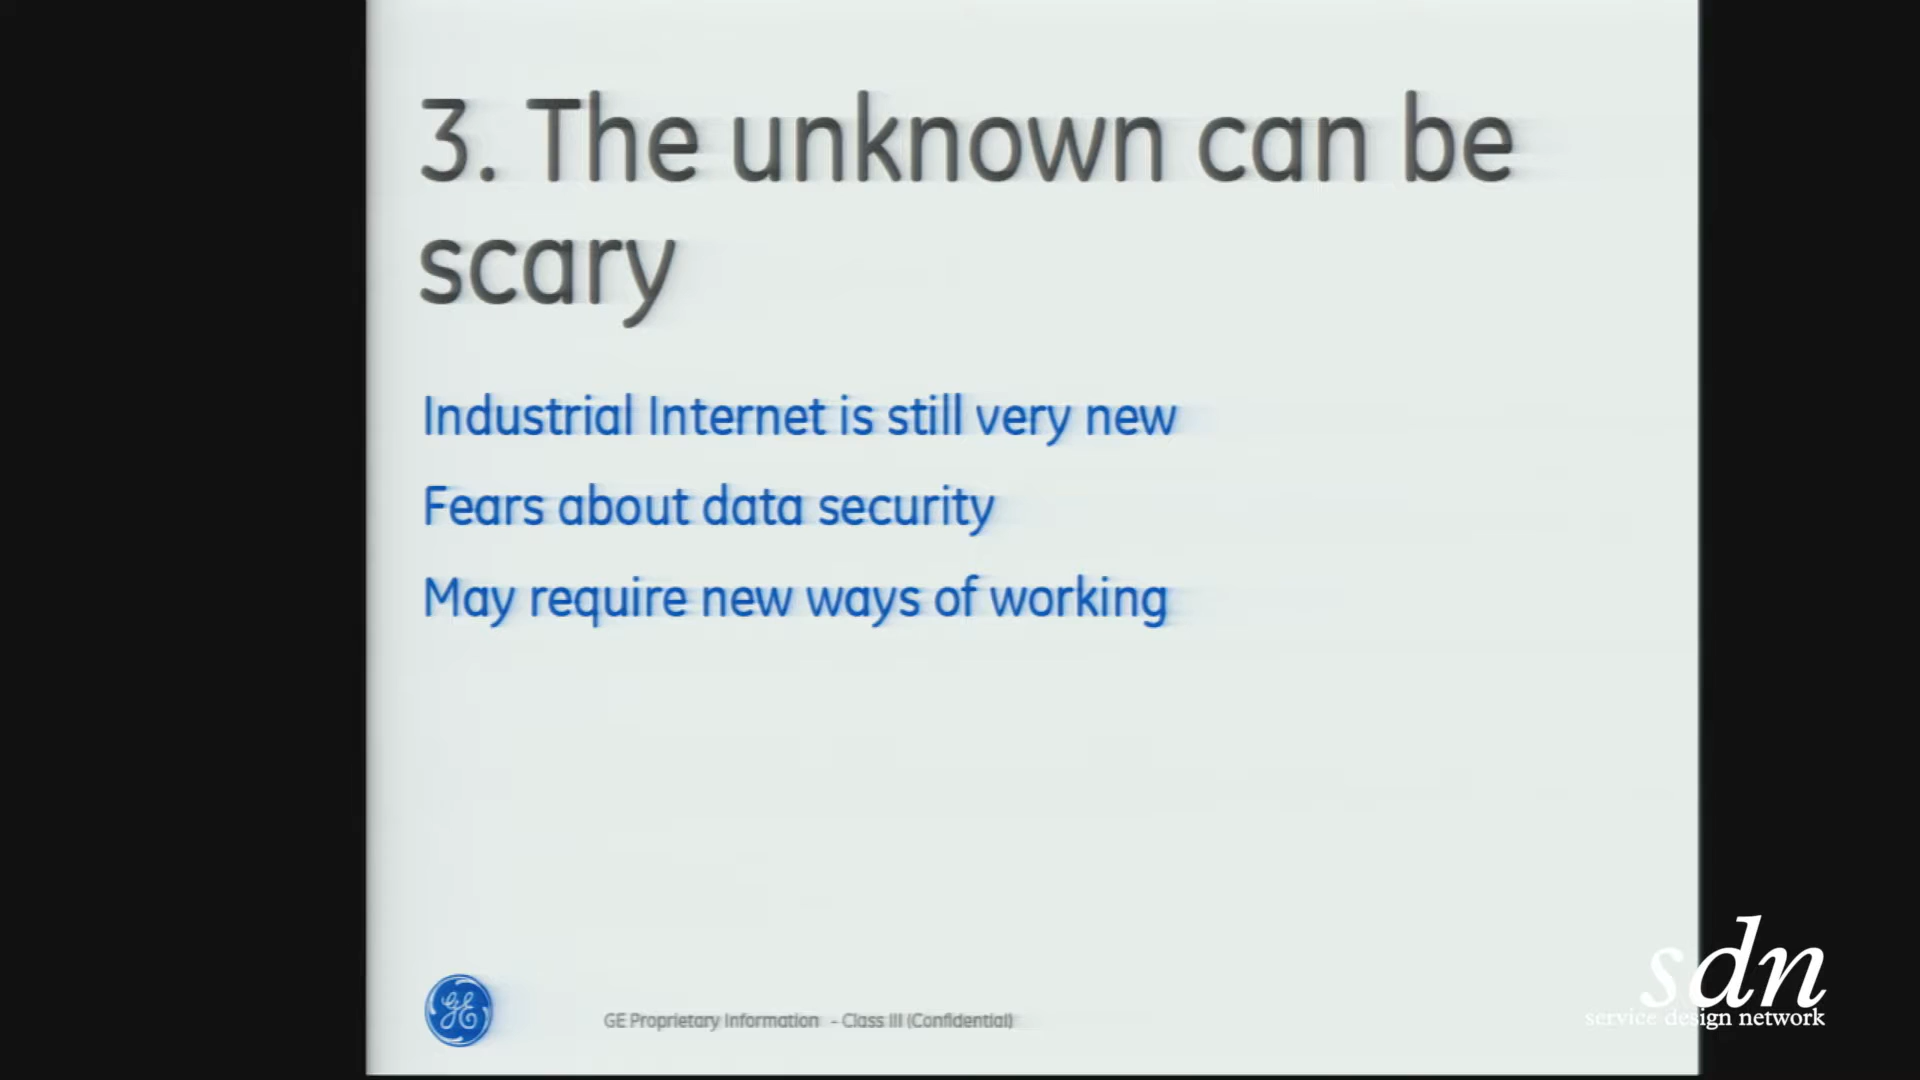 3. The unknown can be
scary
Industrial Internet is still very new
Fears about data security
May require new ways of working
GE
GE Proprietary Information - Class III (Confidential)
sdn
service design network